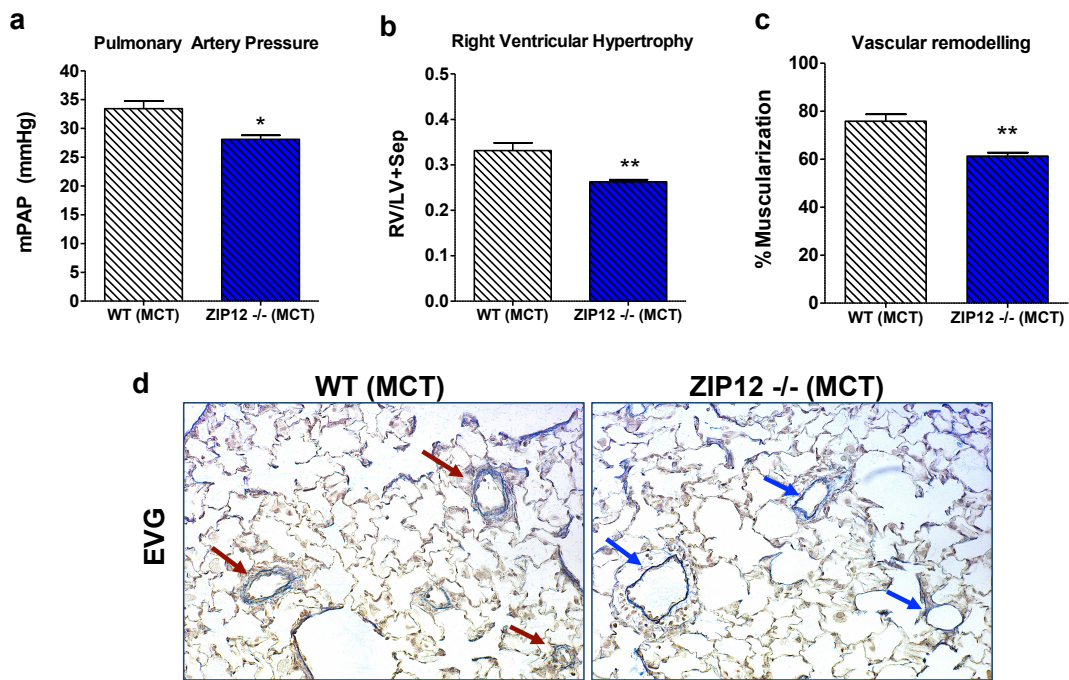 a
Pulmonary Artery Pressure
mPAP (mmHg)
40
35
30
25
20
15
10
5
0
*
WT (MCT)
ZIP12 -/- (MCT)
b
Right Ventricular Hypertrophy
RV/LV+Sep
0.5
0.4
0.3
0.2
0.1
0.0
**
WT (MCT)
ZIP12 -/- (MCT)
c
Vascular remodelling
% Muscularization
100
80
60
40
20
0
**
WT (MCT)
ZIP12 -/- (MCT)
d
WT (MCT)
ZIP12 -/- (MCT)
EVG